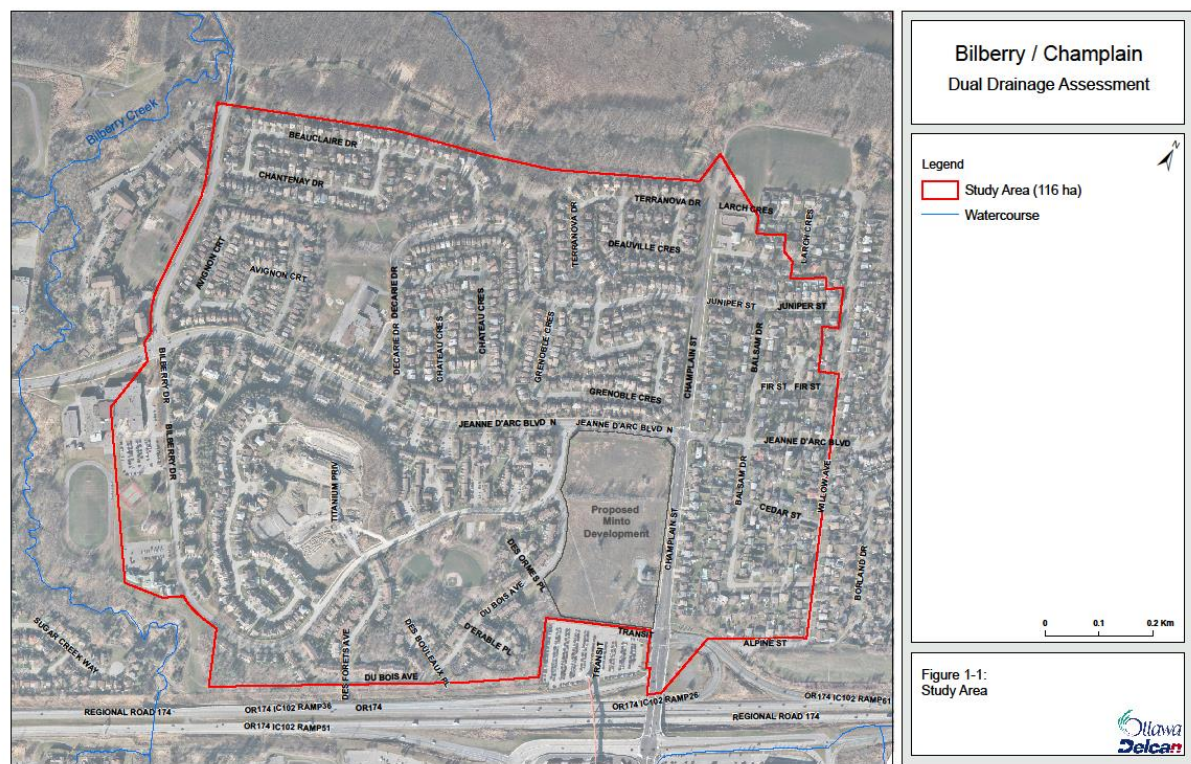 Bilberry / Champlain
Dual Drainage Assessment
Legend
N
Study Area (116 ha)
Watercourse
0 0.1 0.2 Km
Figure 1-1:
Study Area
Ottawa
Delcan
Bilberry Creek
BEAUCLAIRE DR
CHANTENAY DR
TERRANOVA DR
TERRANOVA DR
LARCH CRES
LARCH CRES
DEAUVILLE CRES
AVIGNON CRT
AVIGNON CRT
DECARIE DR
DECARIE DR
CHATEAU CRES
CHATEAU CRES
GRENOBLE CRES
GRENOBLE CRES
JUNIPER ST
JUNIPER ST
BALSAM DR
CHAMPLAIN ST
FIR ST
FIR ST
BILBERRY DR
BILBERRY DR
JEANNE D'ARC BLVD N
JEANNE D'ARC BLVD N
JEANNE D'ARC BLVD
TITANIUM PRIV
Proposed
Minto
Development
CHAMPLAIN ST
BALSAM DR
CEDAR ST
WILLOW AVE
BORLAND DR
DES ORMES PL
DU BOIS AVE
D'ERABLE PL
DES BOULEAUX PL
DES FORETS AVE
DU BOIS AVE
TRANSIT
TRANSIT
ALPINE ST
SUGAR CREEK WAY
REGIONAL ROAD 174
OR174 IC102 RAMP36
OR174
OR174 IC102 RAMP51
OR174 IC102 RAMP26
OR174 IC102 RAMP61
REGIONAL ROAD 174